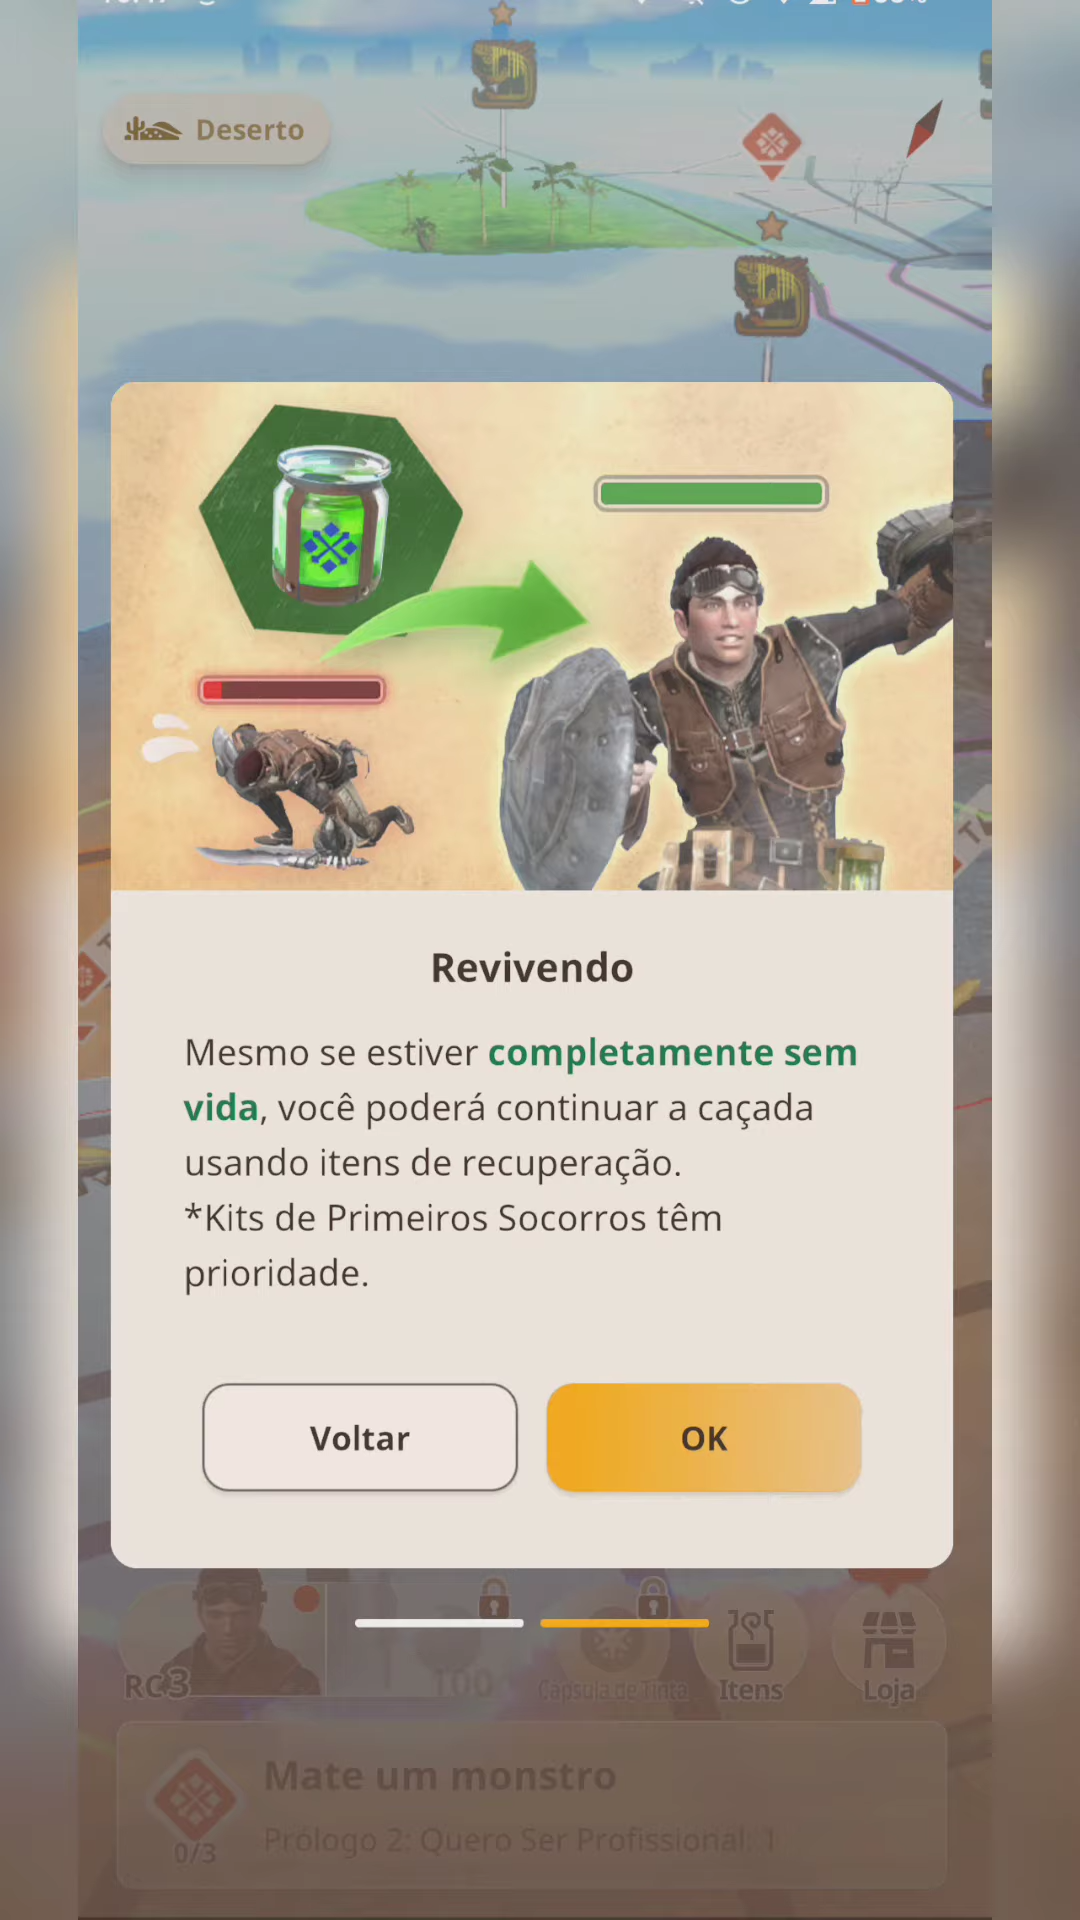 Deserto
Revivendo
Mesmo se estiver completamente sem
vida, você poderá continuar a caçada
usando itens de recuperação.
*Kits de Primeiros Socorros têm
prioridade.
Voltar
OK
RC3
100
Cápsula de Tinta
Itens
Loja
Mate um monstro
0/3
Prólogo 2: Quero Ser Profissional: 1